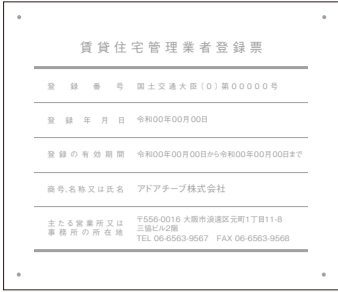 賃貸住宅管理業者登録票
登録番号 国土交通大臣(0)第00000号
登録年月日 令和00年00月00日
登録の有効期間 令和00年00月00日から令和00年00月00日まで
商号、名称又は氏名 アドアチーブ株式会社
主たる営業所又は
事務所の所在地
〒556-0016 大阪市浪速区元町1丁目11-8
三協ビル2階
TEL 06-6563-9567 FAX 06-6563-9568